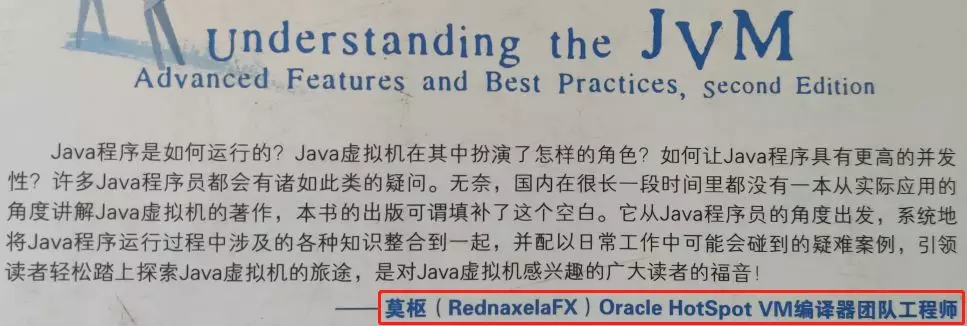 Understanding the JVM
Advanced Features and Best Practices, Second Edition
Java程序是如何运行的？Java虚拟机在其中扮演了怎样的角色？如何让Java程序具有更高的并发
性？许多Java程序员都会有诸如此类的疑问。无奈，国内在很长一段时间里都没有一本从实际应用的
角度讲解Java虚拟机的著作，本书的出版可谓填补了这个空白。它从Java程序员的角度出发，系统地
将Java程序运行过程中涉及的各种知识整合到一起，并配以日常工作中可能会碰到的疑难案例，引领
读者轻松踏上探索Java虚拟机的旅途，是对Java虚拟机感兴趣的广大读者的福音！
——莫枢（RednaxelaFX）Oracle HotSpot VM编译器团队工程师